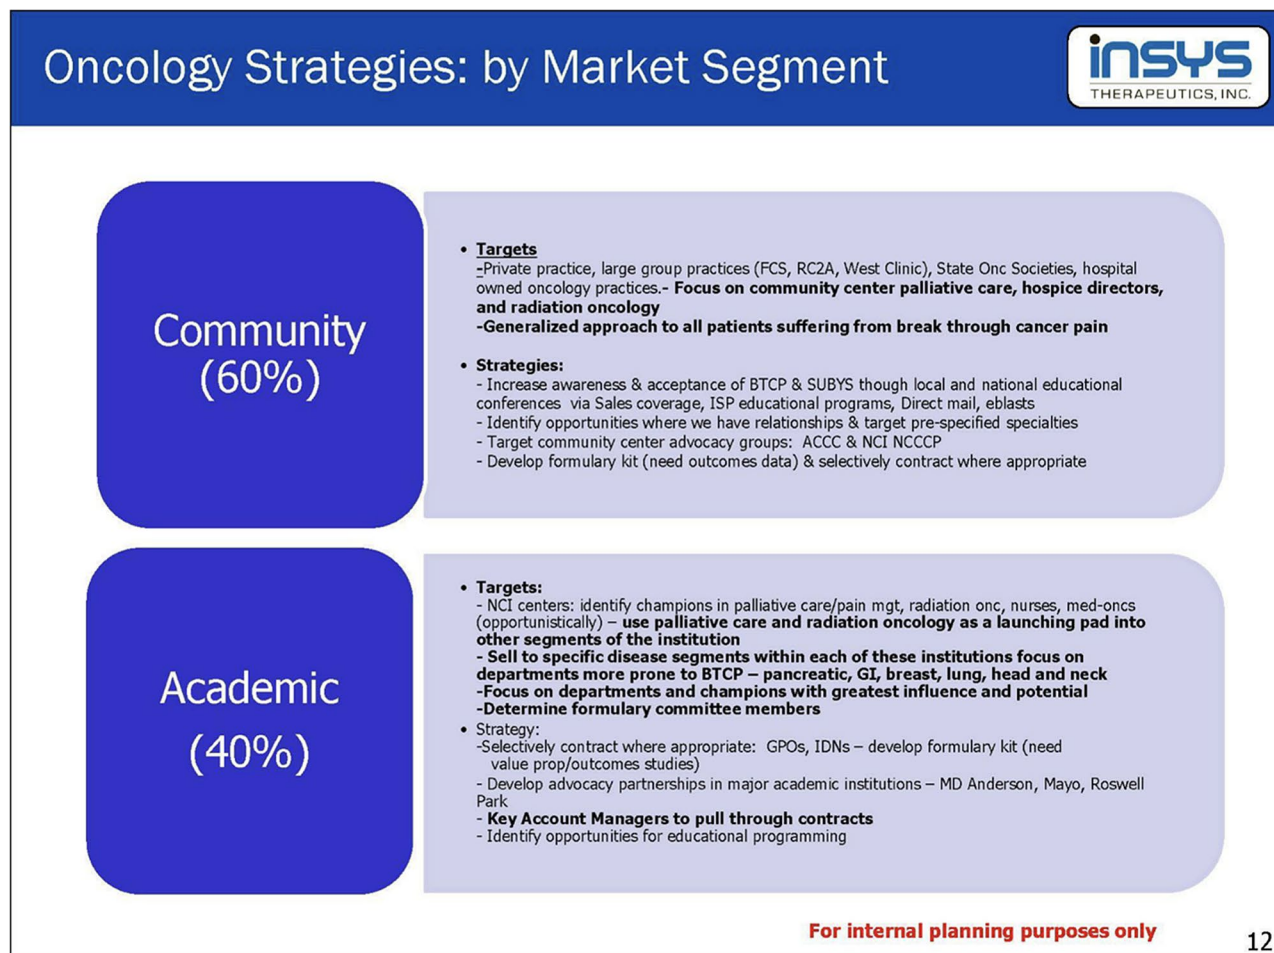 Oncology Strategies: by Market Segment
insys
THERAPEUTICS, INC.
Community
(60%)
• Targets
-Private practice, large group practices (FCS, RC2A, West Clinic), State Onc Societies, hospital
owned oncology practices.- Focus on community center palliative care, hospice directors,
and radiation oncology
-Generalized approach to all patients suffering from break through cancer pain
• Strategies:
- Increase awareness & acceptance of BTCP & SUBYS though local and national educational
conferences via Sales coverage, ISP educational programs, Direct mail, eblasts
- Identify opportunities where we have relationships & target pre-specified specialties
- Target community center advocacy groups: ACCC & NCI NCCCP
- Develop formulary kit (need outcomes data) & selectively contract where appropriate
Academic
(40%)
• Targets:
- NCI centers: identify champions in palliative care/pain mgt, radiation onc, nurses, med-oncs
(opportunistically) – use palliative care and radiation oncology as a launching pad into
other segments of the institution
- Sell to specific disease segments within each of these institutions focus on
departments more prone to BTCP – pancreatic, GI, breast, lung, head and neck
-Focus on departments and champions with greatest influence and potential
-Determine formulary committee members
• Strategy:
-Selectively contract where appropriate: GPOs, IDNs – develop formulary kit (need
value prop/outcomes studies)
- Develop advocacy partnerships in major academic institutions – MD Anderson, Mayo, Roswell
Park
- Key Account Managers to pull through contracts
- Identify opportunities for educational programming
For internal planning purposes only
12